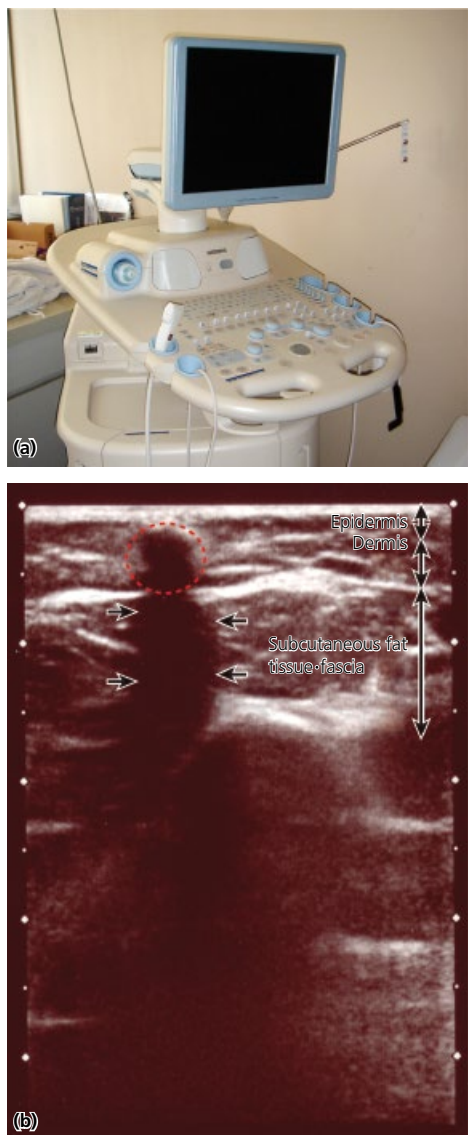 (a)
Epidermis
Dermis
Subcutaneous fat
tissue·fascia
(b)